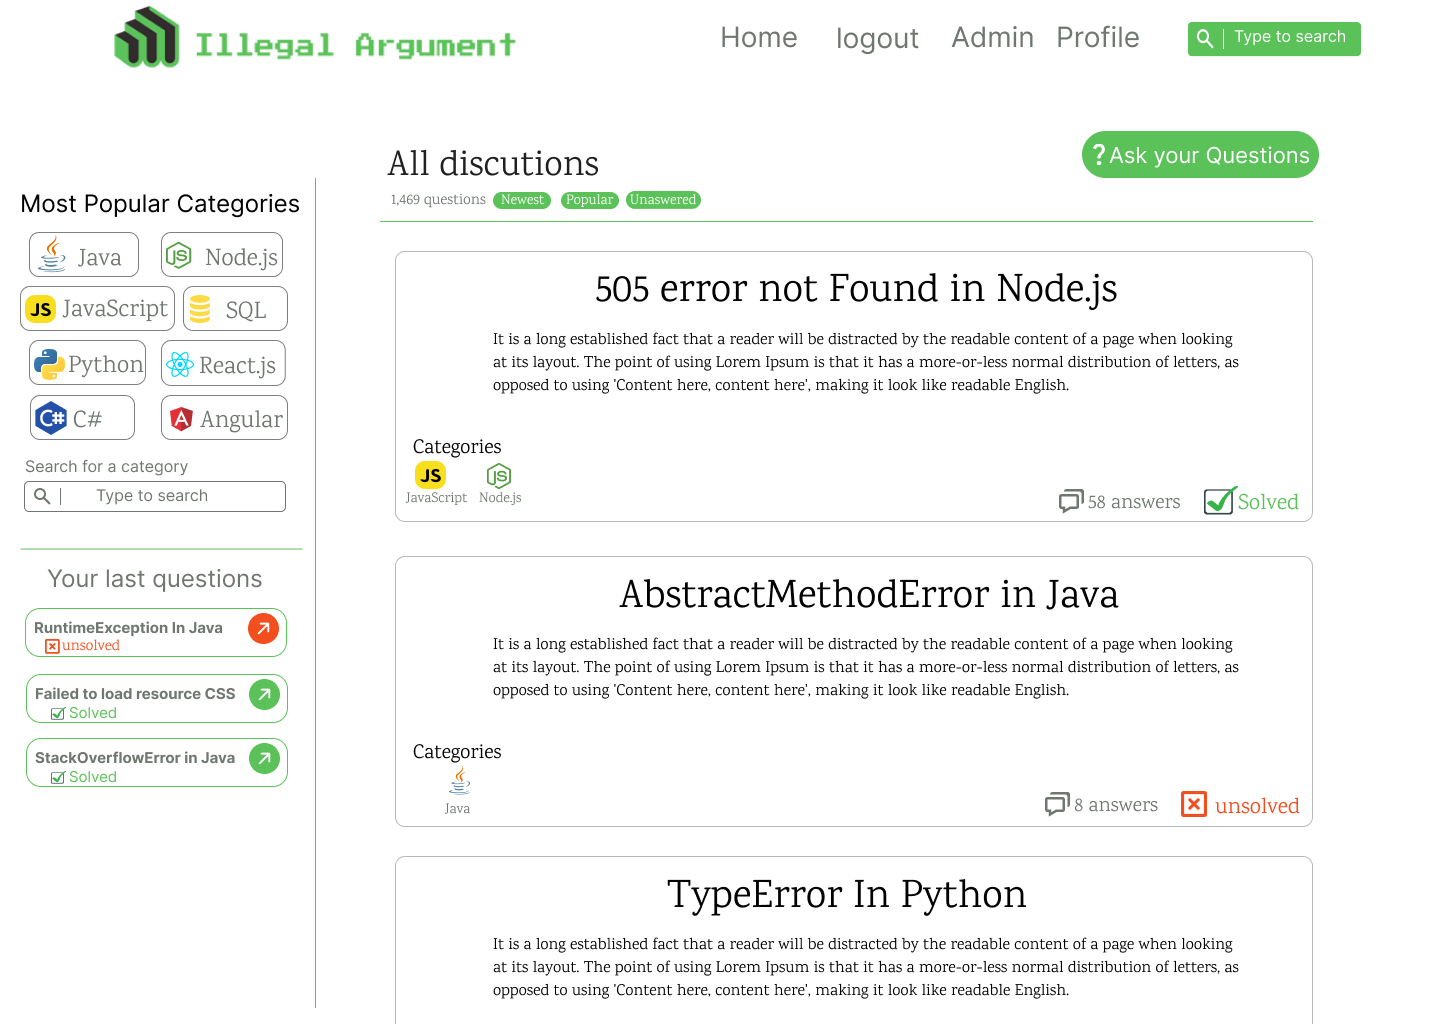 Illegal Argument
Home logout Admin Profile
Type to search
Most Popular Categories
Java Node.js
JS JavaScript SQL
Python React.js
C# C# A Angular
Search for a category
Type to search
Your last questions
RuntimeException In Java
unsolved
Failed to load resource CSS
Solved
StackOverflowError in Java
Solved
All discutions
? Ask your Questions
1,469 questions Newest Popular Unaswered
505 error not Found in Node.js
It is a long established fact that a reader will be distracted by the readable content of a page when looking
at its layout. The point of using Lorem Ipsum is that it has a more-or-less normal distribution of letters, as
opposed to using 'Content here, content here', making it look like readable English.
Categories
JS JS
JavaScript Node.js
58 answers Solved
AbstractMethodError in Java
It is a long established fact that a reader will be distracted by the readable content of a page when looking
at its layout. The point of using Lorem Ipsum is that it has a more-or-less normal distribution of letters, as
opposed to using 'Content here, content here', making it look like readable English.
Categories
Java
8 answers unsolved
TypeError In Python
It is a long established fact that a reader will be distracted by the readable content of a page when looking
at its layout. The point of using Lorem Ipsum is that it has a more-or-less normal distribution of letters, as
opposed to using 'Content here, content here', making it look like readable English.